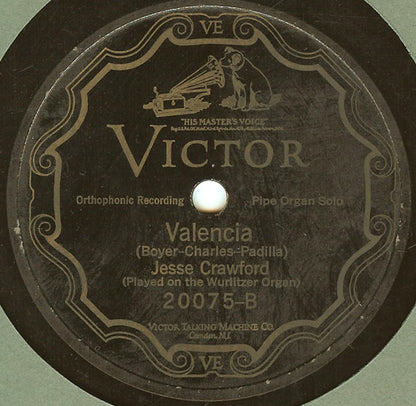 VE
"HIS MASTER'S VOICE"
VICTOR
Orthophonic Recording Pipe Organ Solo
Valencia
(Boyer-Charles-Padilla)
Jesse Crawford
(Played on the Wurlitzer Organ)
20075-B
VICTOR TALKING MACHINE CO.
Camden, N.J.
VE